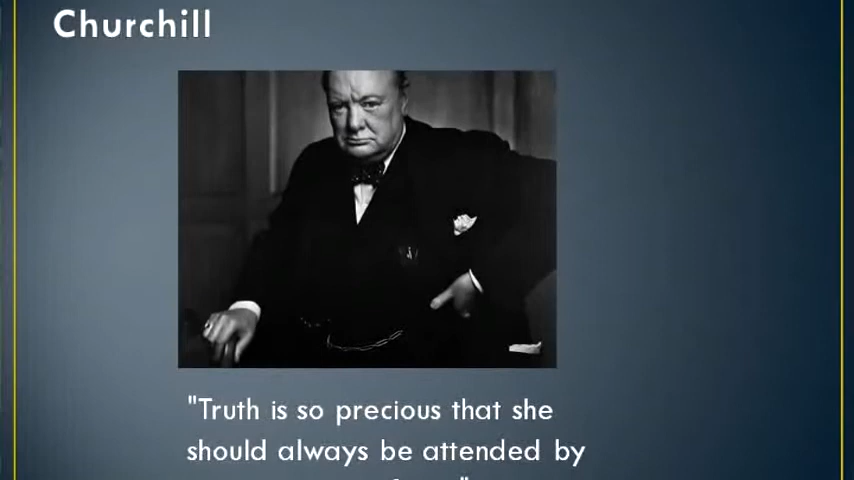 Churchill
"Truth is so precious that she
should always be attended by